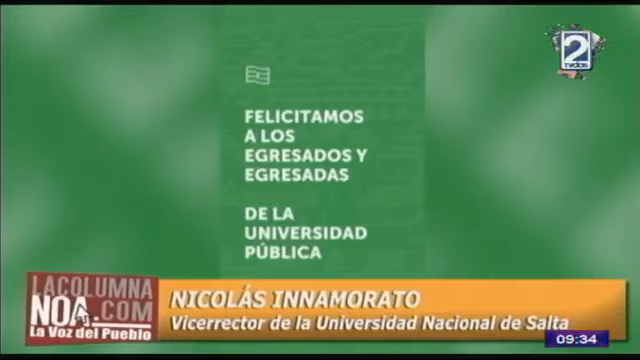 2
TVDOS
FELICITAMOS
A LOS
EGRESADOS Y
EGRESADAS
DE LA
UNIVERSIDAD
PÚBLICA
LACOLUMNA
NOA.COM
La Voz del Pueblo
NICOLÁS INNAMORATO
Vicerrector de la Universidad Nacional de Salta
09:34